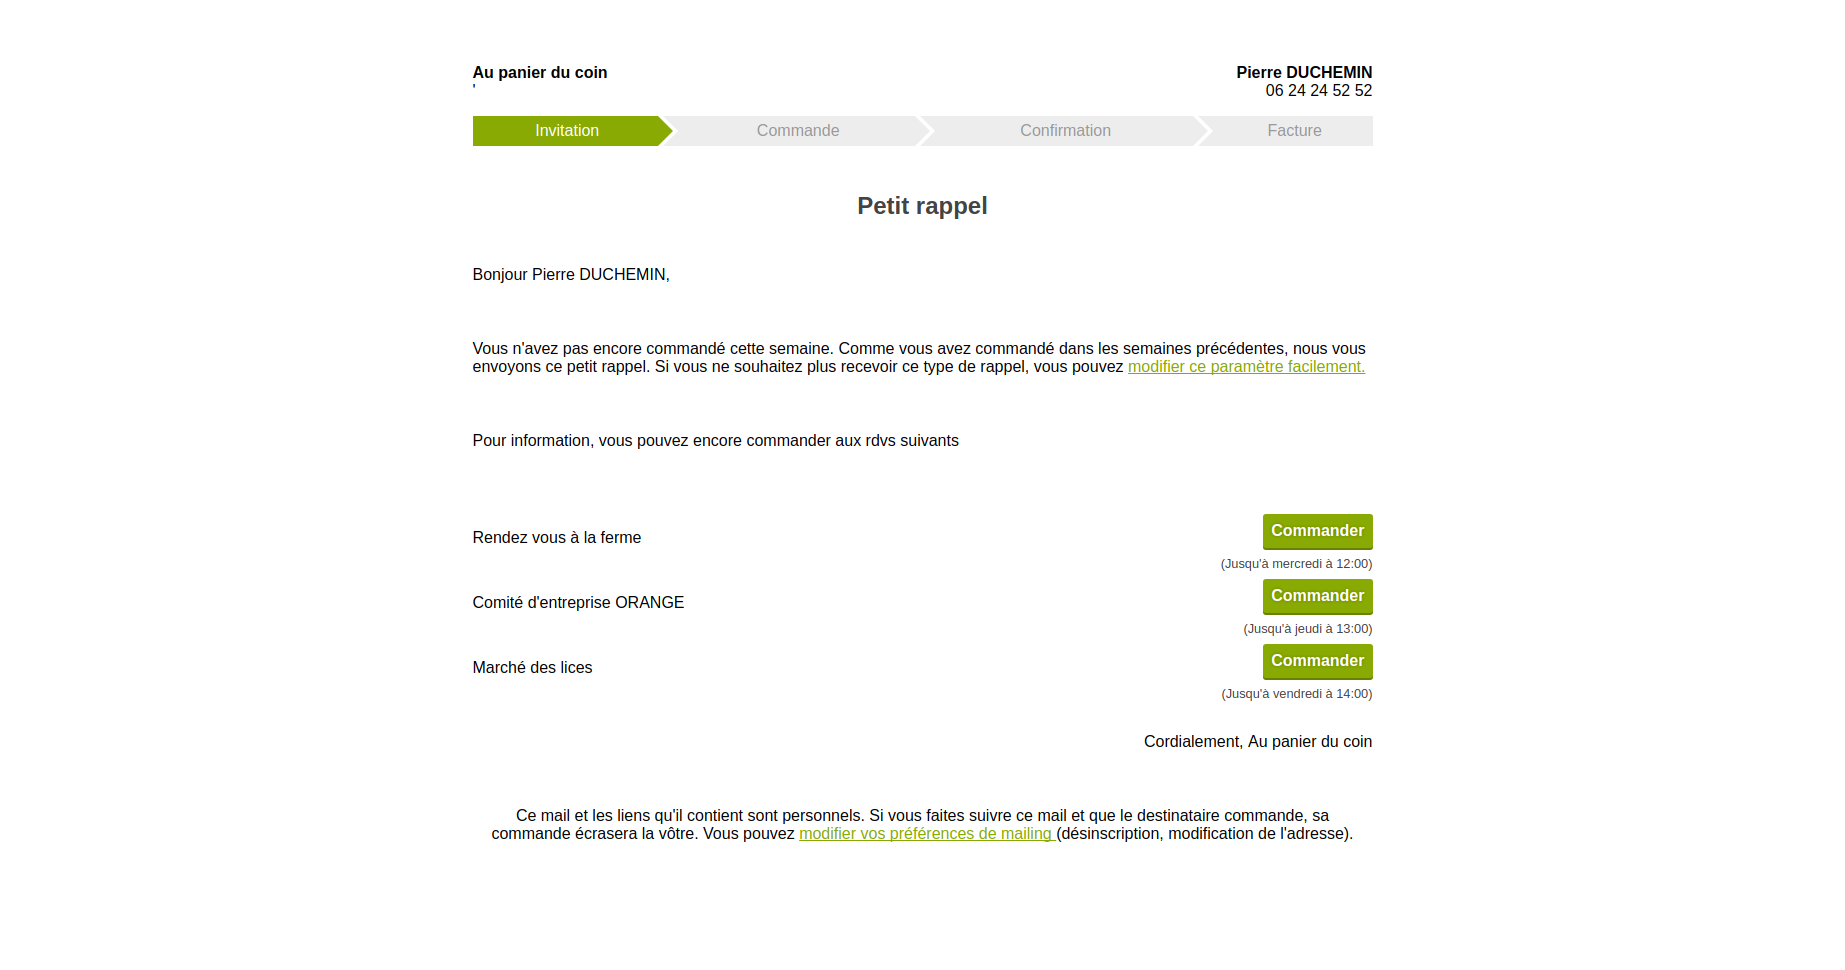 Au panier du coin
'
Pierre DUCHEMIN
06 24 24 52 52
Invitation
Commande
Confirmation
Facture
Petit rappel
Bonjour Pierre DUCHEMIN,
Vous n'avez pas encore commandé cette semaine. Comme vous avez commandé dans les semaines précédentes, nous vous
envoyons ce petit rappel. Si vous ne souhaitez plus recevoir ce type de rappel, vous pouvez modifier ce paramètre facilement.
Pour information, vous pouvez encore commander aux rdvs suivants
Rendez vous à la ferme
Commander
(Jusqu'à mercredi à 12:00)
Comité d'entreprise ORANGE
Commander
(Jusqu'à jeudi à 13:00)
Marché des lices
Commander
(Jusqu'à vendredi à 14:00)
Cordialement, Au panier du coin
Ce mail et les liens qu'il contient sont personnels. Si vous faites suivre ce mail et que le destinataire commande, sa
commande écrasera la vôtre. Vous pouvez modifier vos préférences de mailing (désinscription, modification de l'adresse).